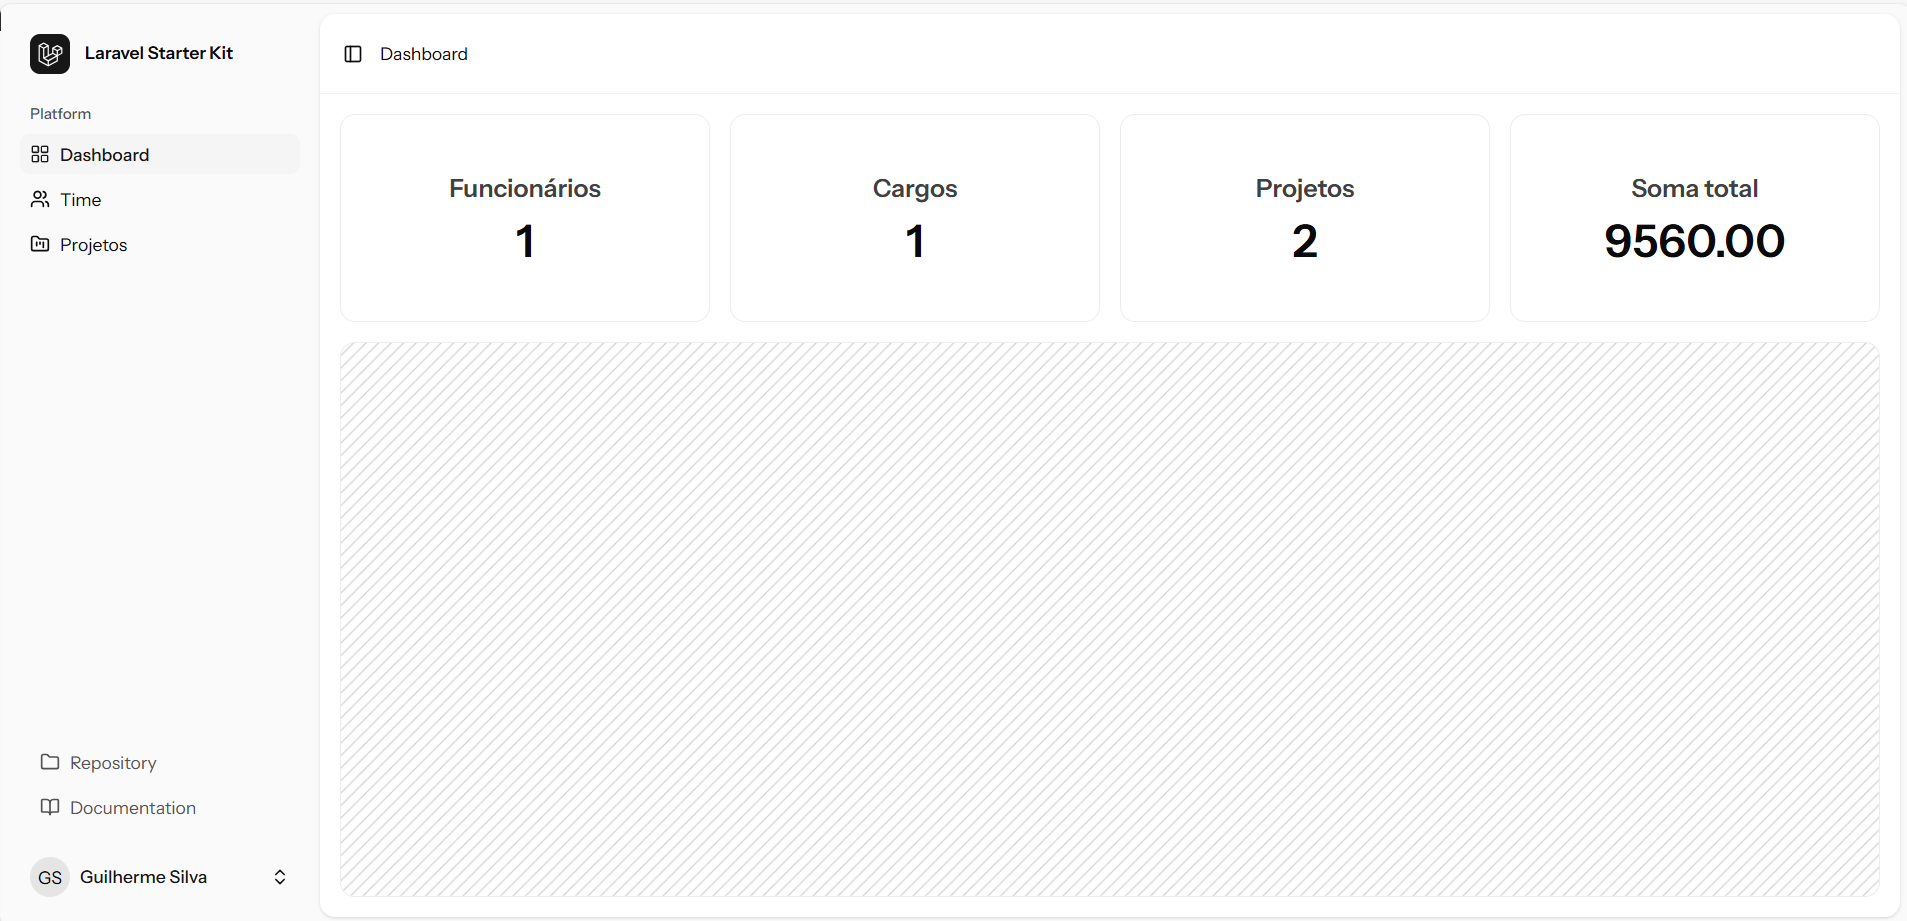 Laravel Starter Kit
Platform
Dashboard
Time
Projetos
Repository
Documentation
GS Guilherme Silva
Dashboard
Funcionários
1
Cargos
1
Projetos
2
Soma total
9560.00